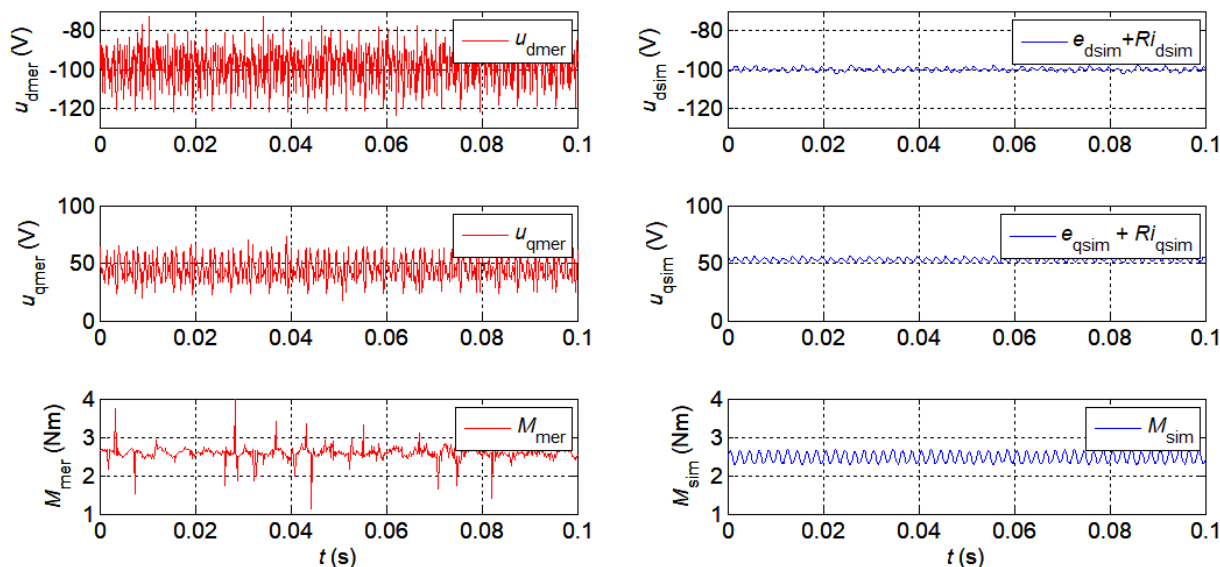 -80
-100
-120
u_dmer (V)
u_dmer
0 0.02 0.04 0.06 0.08 0.1
-80
-100
-120
u_dsim (V)
e_dsim+Ri_dsim
0 0.02 0.04 0.06 0.08 0.1
100
50
0
u_qmer (V)
u_qmer
0 0.02 0.04 0.06 0.08 0.1
100
50
0
u_qsim (V)
e_qsim + Ri_qsim
0 0.02 0.04 0.06 0.08 0.1
4
3
2
1
M_mer (Nm)
M_mer
0 0.02 0.04 0.06 0.08 0.1
t (s)
4
3
2
1
M_sim (Nm)
M_sim
0 0.02 0.04 0.06 0.08 0.1
t (s)